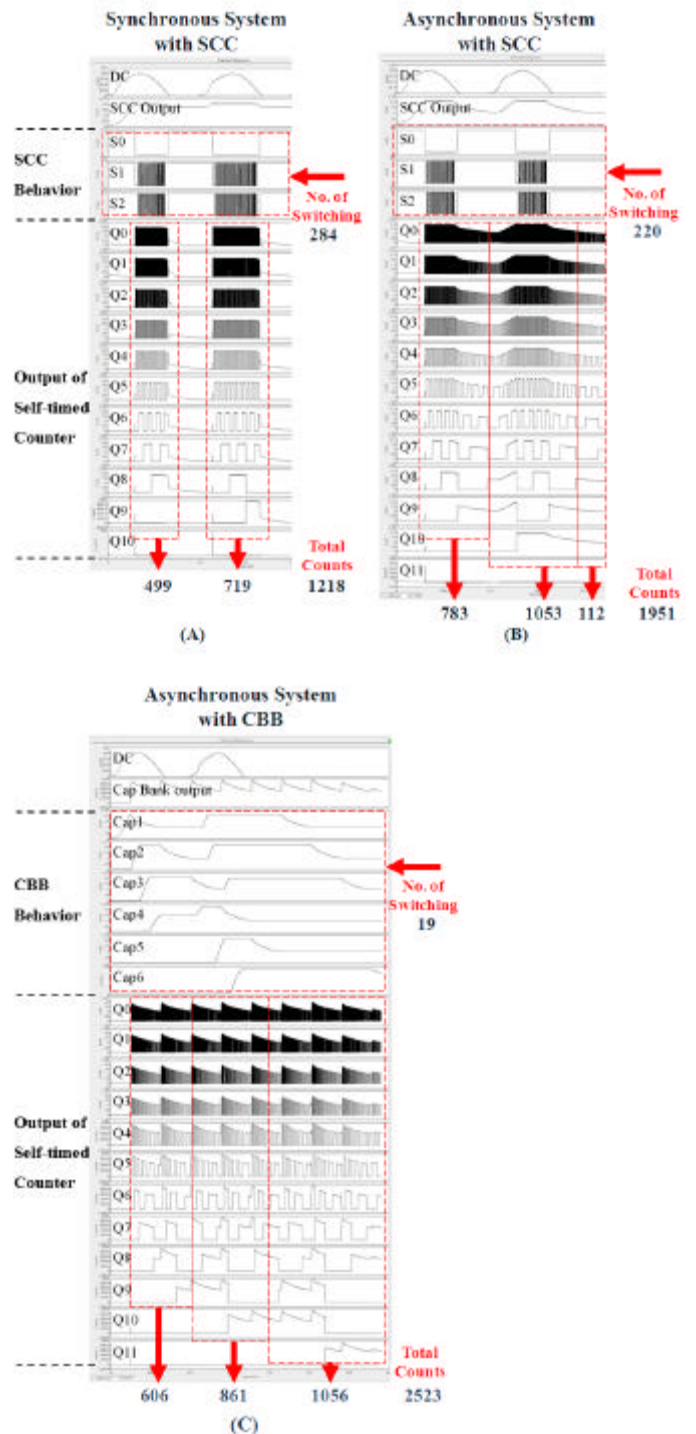 Synchronous System
with SCC
DC
SCC Output
SCC
Behavior
S0
S1
S2
No. of
Switching
284
Output of
Self-timed
Counter
Q0
Q1
Q2
Q3
Q4
Q5
Q6
Q7
Q8
Q9
Q10
Total
Counts
499
719
1218
(A)
Asynchronous System
with SCC
DC
SCC Output
S0
S1
S2
No. of
Switching
220
Q0
Q1
Q2
Q3
Q4
Q5
Q6
Q7
Q8
Q9
Q10
Q11
Total
Counts
783
1053
112
1951
(B)
Asynchronous System
with CBB
DC
Cap Bank output
CBB
Behavior
Cap1
Cap2
Cap3
Cap4
Cap5
Cap6
No. of
Switching
19
Output of
Self-timed
Counter
Q0
Q1
Q2
Q3
Q4
Q5
Q6
Q7
Q8
Q9
Q10
Q11
Total
Counts
606
861
1056
2523
(C)